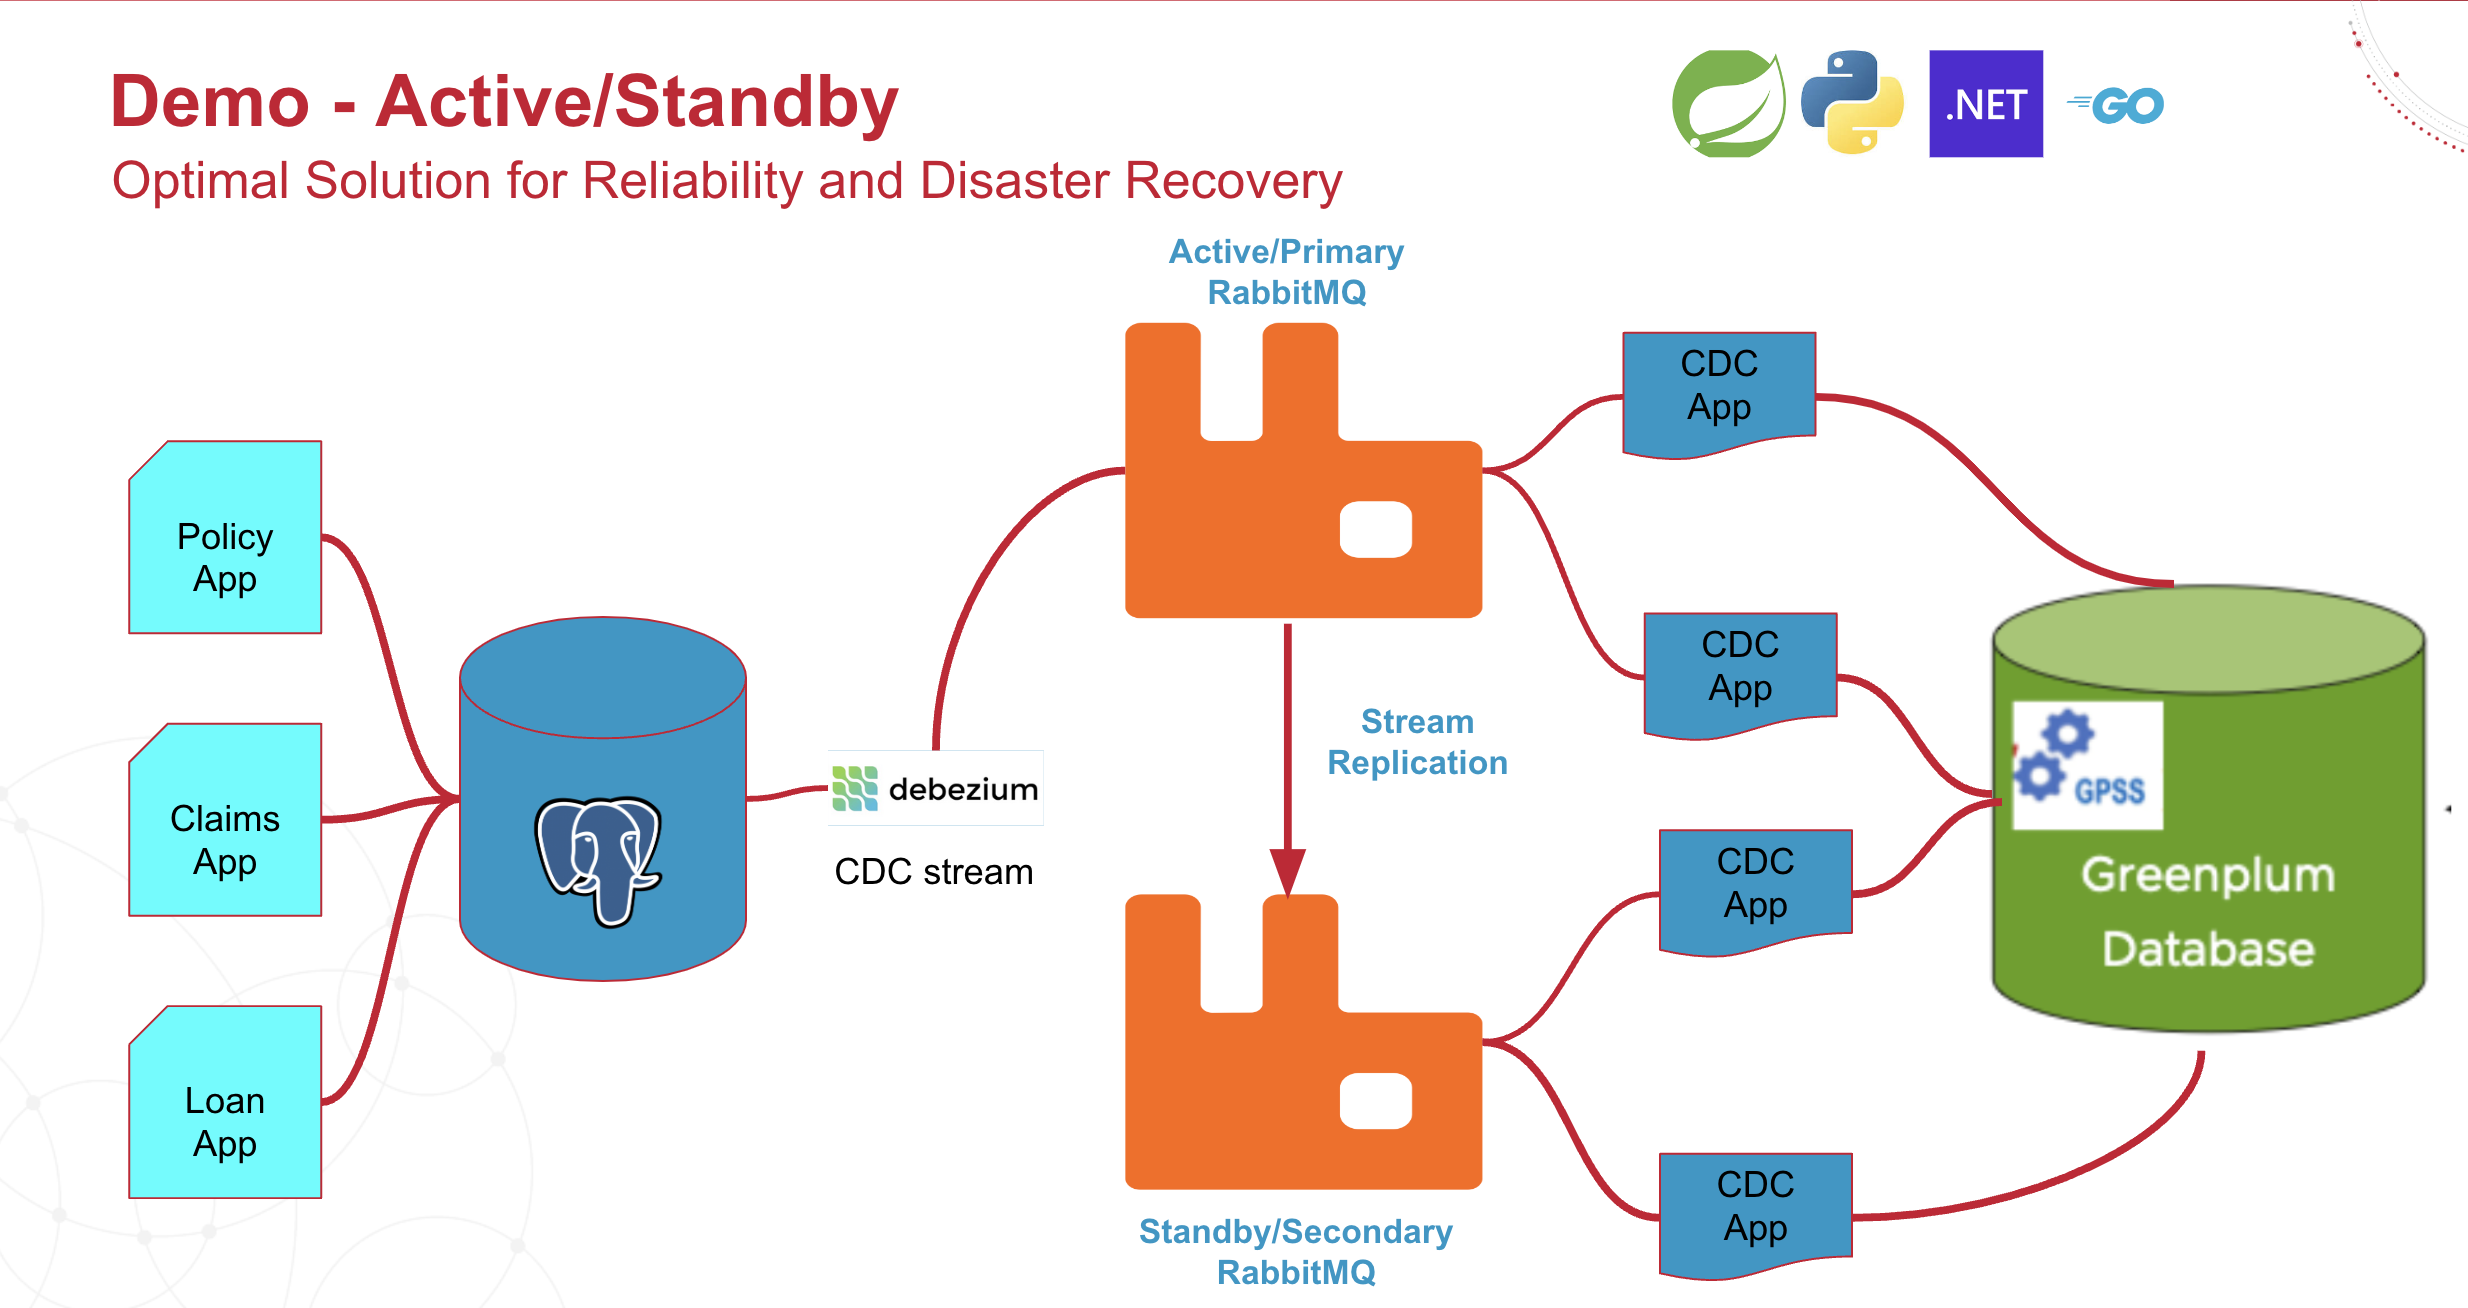 Demo - Active/Standby
Optimal Solution for Reliability and Disaster Recovery
.NET
GO
Active/Primary
RabbitMQ
CDC
App
Policy
App
CDC
App
Stream
Replication
GPSS
debezium
Claims
App
CDC stream
CDC
App
Greenplum
Database
Loan
App
CDC
App
Standby/Secondary
RabbitMQ